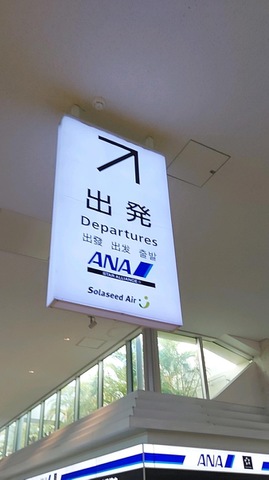 出発
Departures
出發 出发 출발
ANA
STAR ALLIANCE
Solaseed Air
ANA